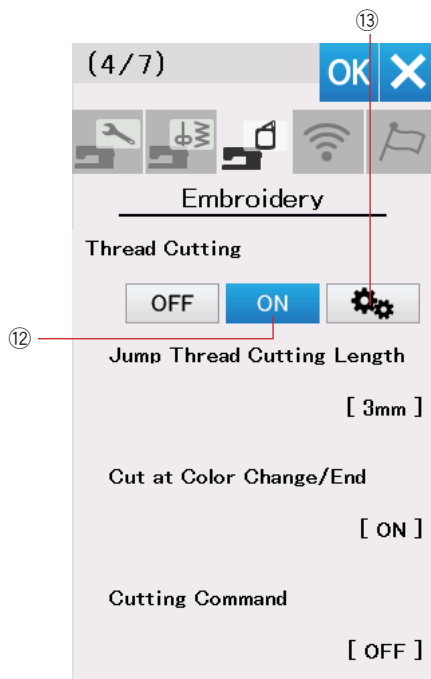 ⑬
(4/7)
OK
Embroidery
Thread Cutting
OFF ON
⑫
Jump Thread Cutting Length
[ 3mm ]
Cut at Color Change/End
[ ON ]
Cutting Command
[ OFF ]